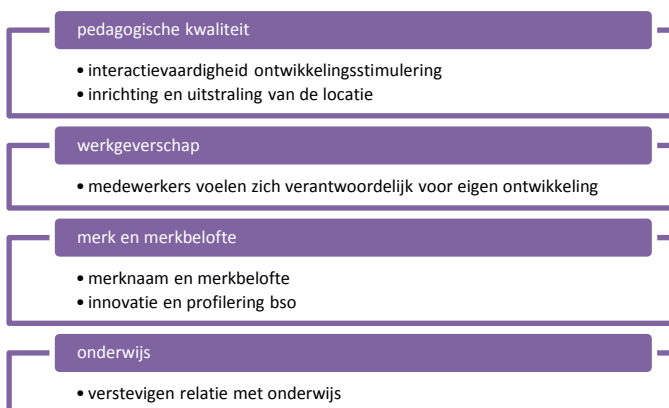 pedagogische kwaliteit
• interactievaardigheid ontwikkelingsstimulering
• inrichting en uitstraling van de locatie
werkgeverschap
• medewerkers voelen zich verantwoordelijk voor eigen ontwikkeling
merk en merkbelofte
• merknaam en merkbelofte
• innovatie en profilering bso
onderwijs
• verstevigen relatie met onderwijs